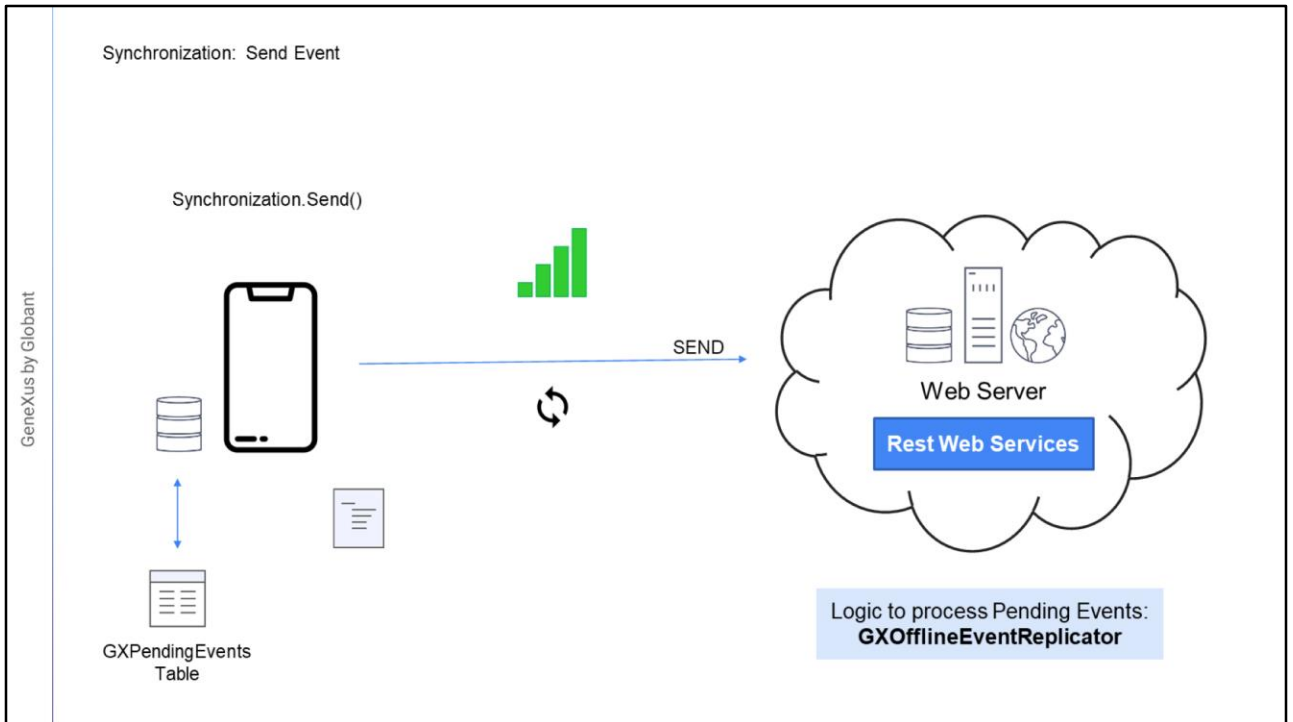 Synchronization: Send Event
Synchronization.Send()
SEND
Web Server
Rest Web Services
GXPendingEvents
Table
Logic to process Pending Events:
GXOfflineEventReplicator
GeneXus by Globant